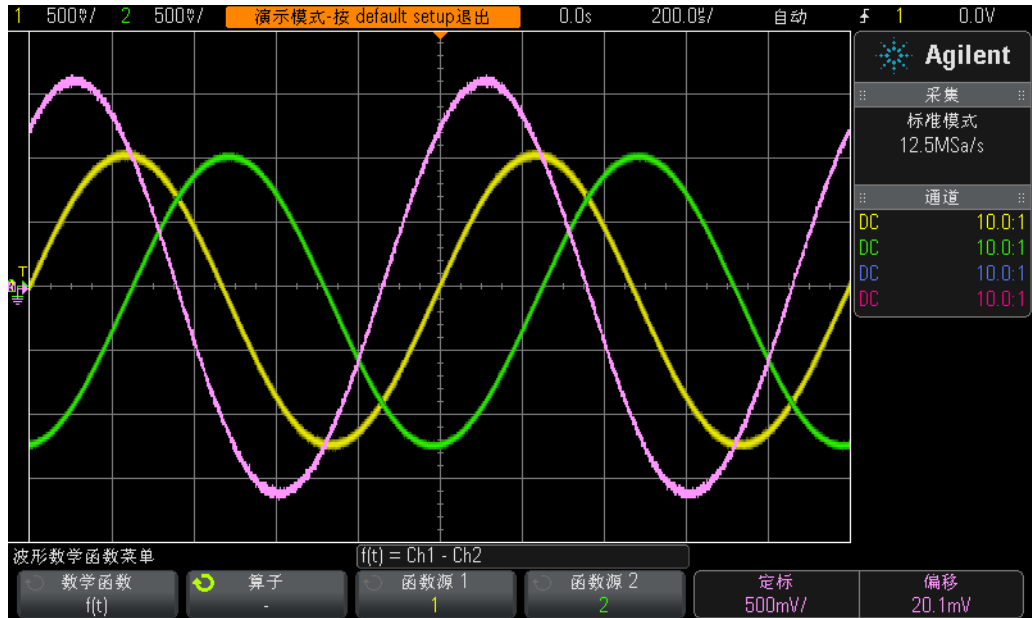 1 500mV/ 2 500mV/ 演示模式-按 default setup退出 0.0s 200.0us/ 自动 1 0.0V
Agilent
采集
标准模式
12.5MSa/s
通道
DC 10.0:1
DC 10.0:1
DC 10.0:1
DC 10.0:1
T
波形数学函数菜单 f(t) = Ch1 - Ch2
数学函数 算子 函数源 1 函数源 2 定标 偏移
f(t) - 1 2 500mV/ 20.1mV